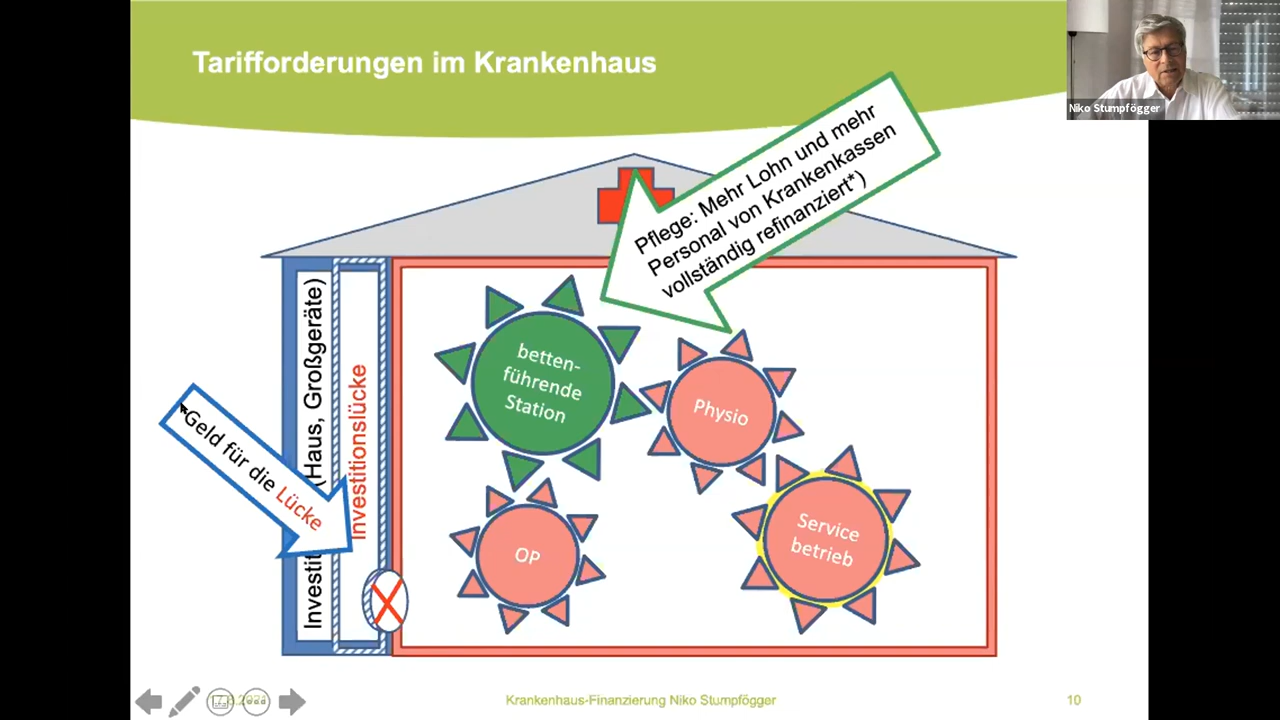 Tarifforderungen im Krankenhaus
Niko Stumpfögger
Pflege: Mehr Lohn und mehr
Personal von Krankenkassen
vollständig refinanziert*)
(Haus, Großgeräte)
Investitionslücke
Geld für die Lücke
betten-
führende
Station
Physio
OP
Service
betrieb
Krankenhaus-Finanzierung Niko Stumpfögger
10